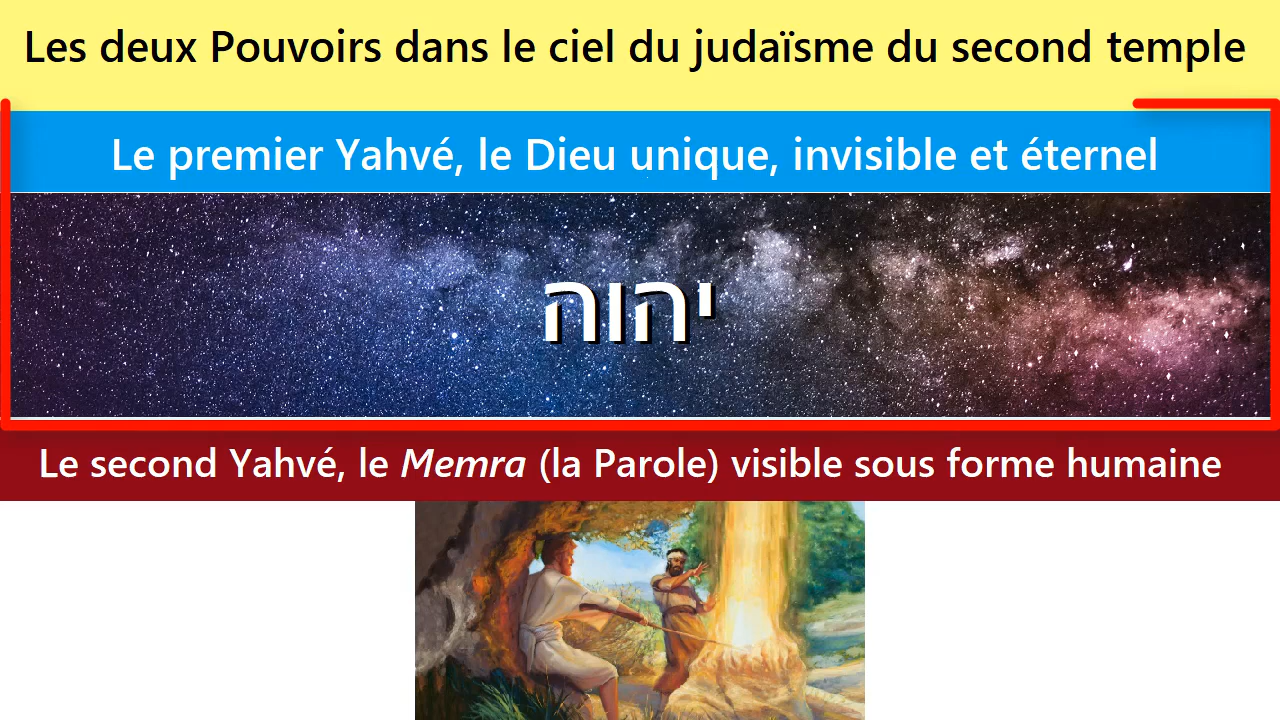 Les deux Pouvoirs dans le ciel du judaïsme du second temple
Le premier Yahvé, le Dieu unique, invisible et éternel
יהוה
Le second Yahvé, le Memra (la Parole) visible sous forme humaine